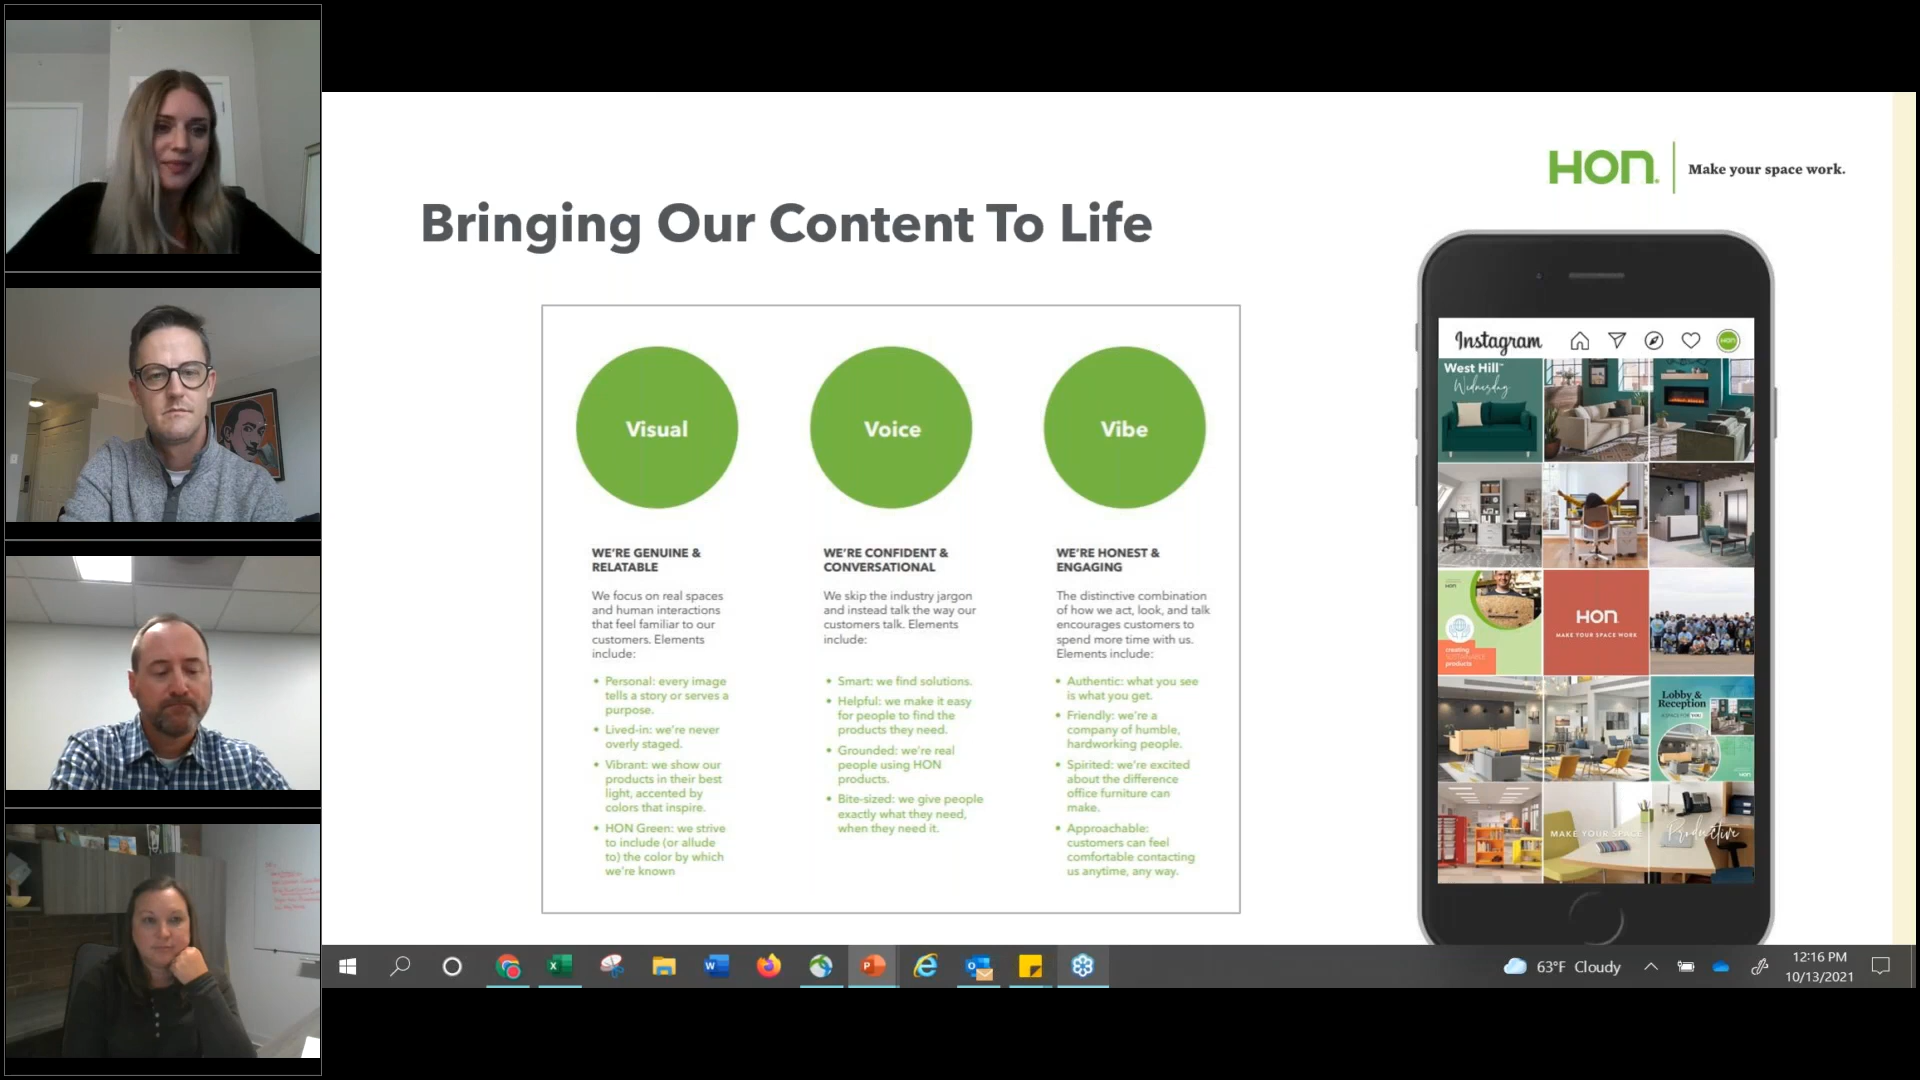 HON.
Make your space work.
Bringing Our Content To Life
Visual
Voice
Vibe
WE'RE GENUINE &
RELATABLE
We focus on real spaces
and human interactions
that feel familiar to our
customers. Elements
include:
• Personal: every image
tells a story or serves a
purpose.
• Lived-in: we're never
overly staged.
• Vibrant: we show our
products in their best
light, accented by
colors that inspire.
• HON Green: we strive
to include (or allude
to) the color by which
we're known
WE'RE CONFIDENT &
CONVERSATIONAL
We skip the industry jargon
and instead talk the way our
customers talk. Elements
include:
• Smart: we find solutions.
• Helpful: we make it easy
for people to find the
products they need.
• Grounded: we're real
people using HON
products.
• Bite-sized: we give people
exactly what they need,
when they need it.
WE'RE HONEST &
ENGAGING
The distinctive combination
of how we act, look, and talk
encourages customers to
spend more time with us.
Elements include:
• Authentic: what you see
is what you get.
• Friendly: we're a
company of humble,
hardworking people.
• Spirited: we're excited
about the difference
office furniture can
make.
• Approachable:
customers can feel
comfortable contacting
us anytime, any way.
Instagram
HON
West Hill™
Wednesday
HON
creating
products
HON
MAKE YOUR SPACE WORK
Lobby &
Reception
A SPACE FOR YOU
HON
MAKE YOUR SPACE
Productive
63°F Cloudy
12:16 PM
10/13/2021